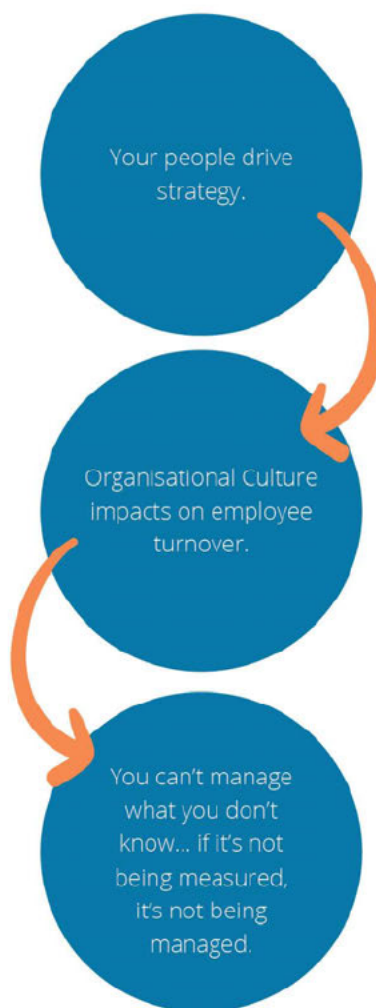 Your people drive
strategy.
Organisational Culture
impacts on employee
turnover.
You can't manage
what you don't
know... if it's not
being measured,
it's not being
managed.